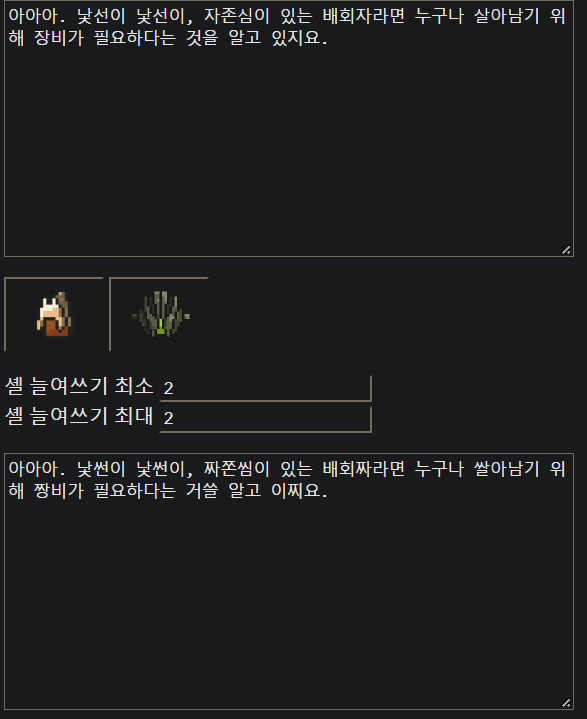 아아아. 낯선이 낯선이, 자존심이 있는 배회자라면 누구나 살아남기 위
해 장비가 필요하다는 것을 알고 있지요.
셸 늘여쓰기 최소 2
셸 늘여쓰기 최대 2
아아아. 낯썬이 낯썬이, 짜쫀씸이 있는 배회짜라면 누구나 쌀아남기 위
해 짱비가 필요하다는 거쓸 알고 이찌요.